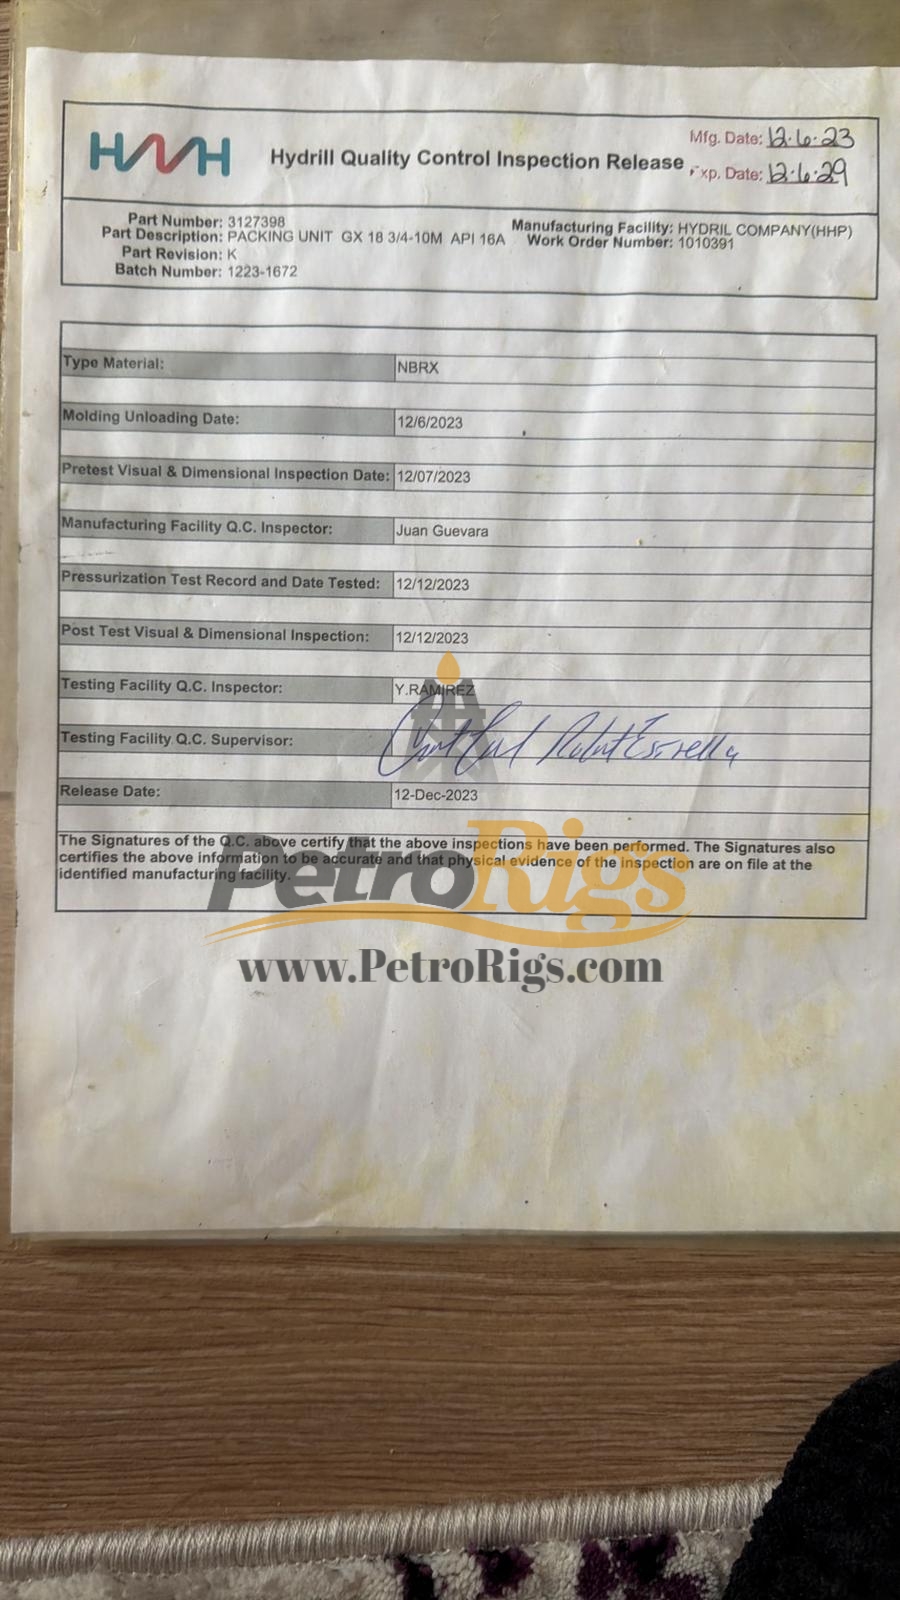 HMH
Hydrill Quality Control Inspection Release
Mfg. Date: 12.6.23
Exp. Date: 12.6.29
Part Number: 3127398
Part Description: PACKING UNIT GX 18 3/4-10M API 16A
Part Revision: K
Batch Number: 1223-1672
Manufacturing Facility: HYDRIL COMPANY(HHP)
Work Order Number: 1010391
Type Material: NBRX
Molding Unloading Date: 12/6/2023
Pretest Visual & Dimensional Inspection Date: 12/07/2023
Manufacturing Facility Q.C. Inspector: Juan Guevara
Pressurization Test Record and Date Tested: 12/12/2023
Post Test Visual & Dimensional Inspection: 12/12/2023
Testing Facility Q.C. Inspector: Y.RAMIREZ
Testing Facility Q.C. Supervisor:
Release Date: 12-Dec-2023
The Signatures of the Q.C. above certify that the above inspections have been performed. The Signatures also
certifies the above information to be accurate and that physical evidence of the inspection are on file at the
identified manufacturing facility.
PetroRigs
www.PetroRigs.com